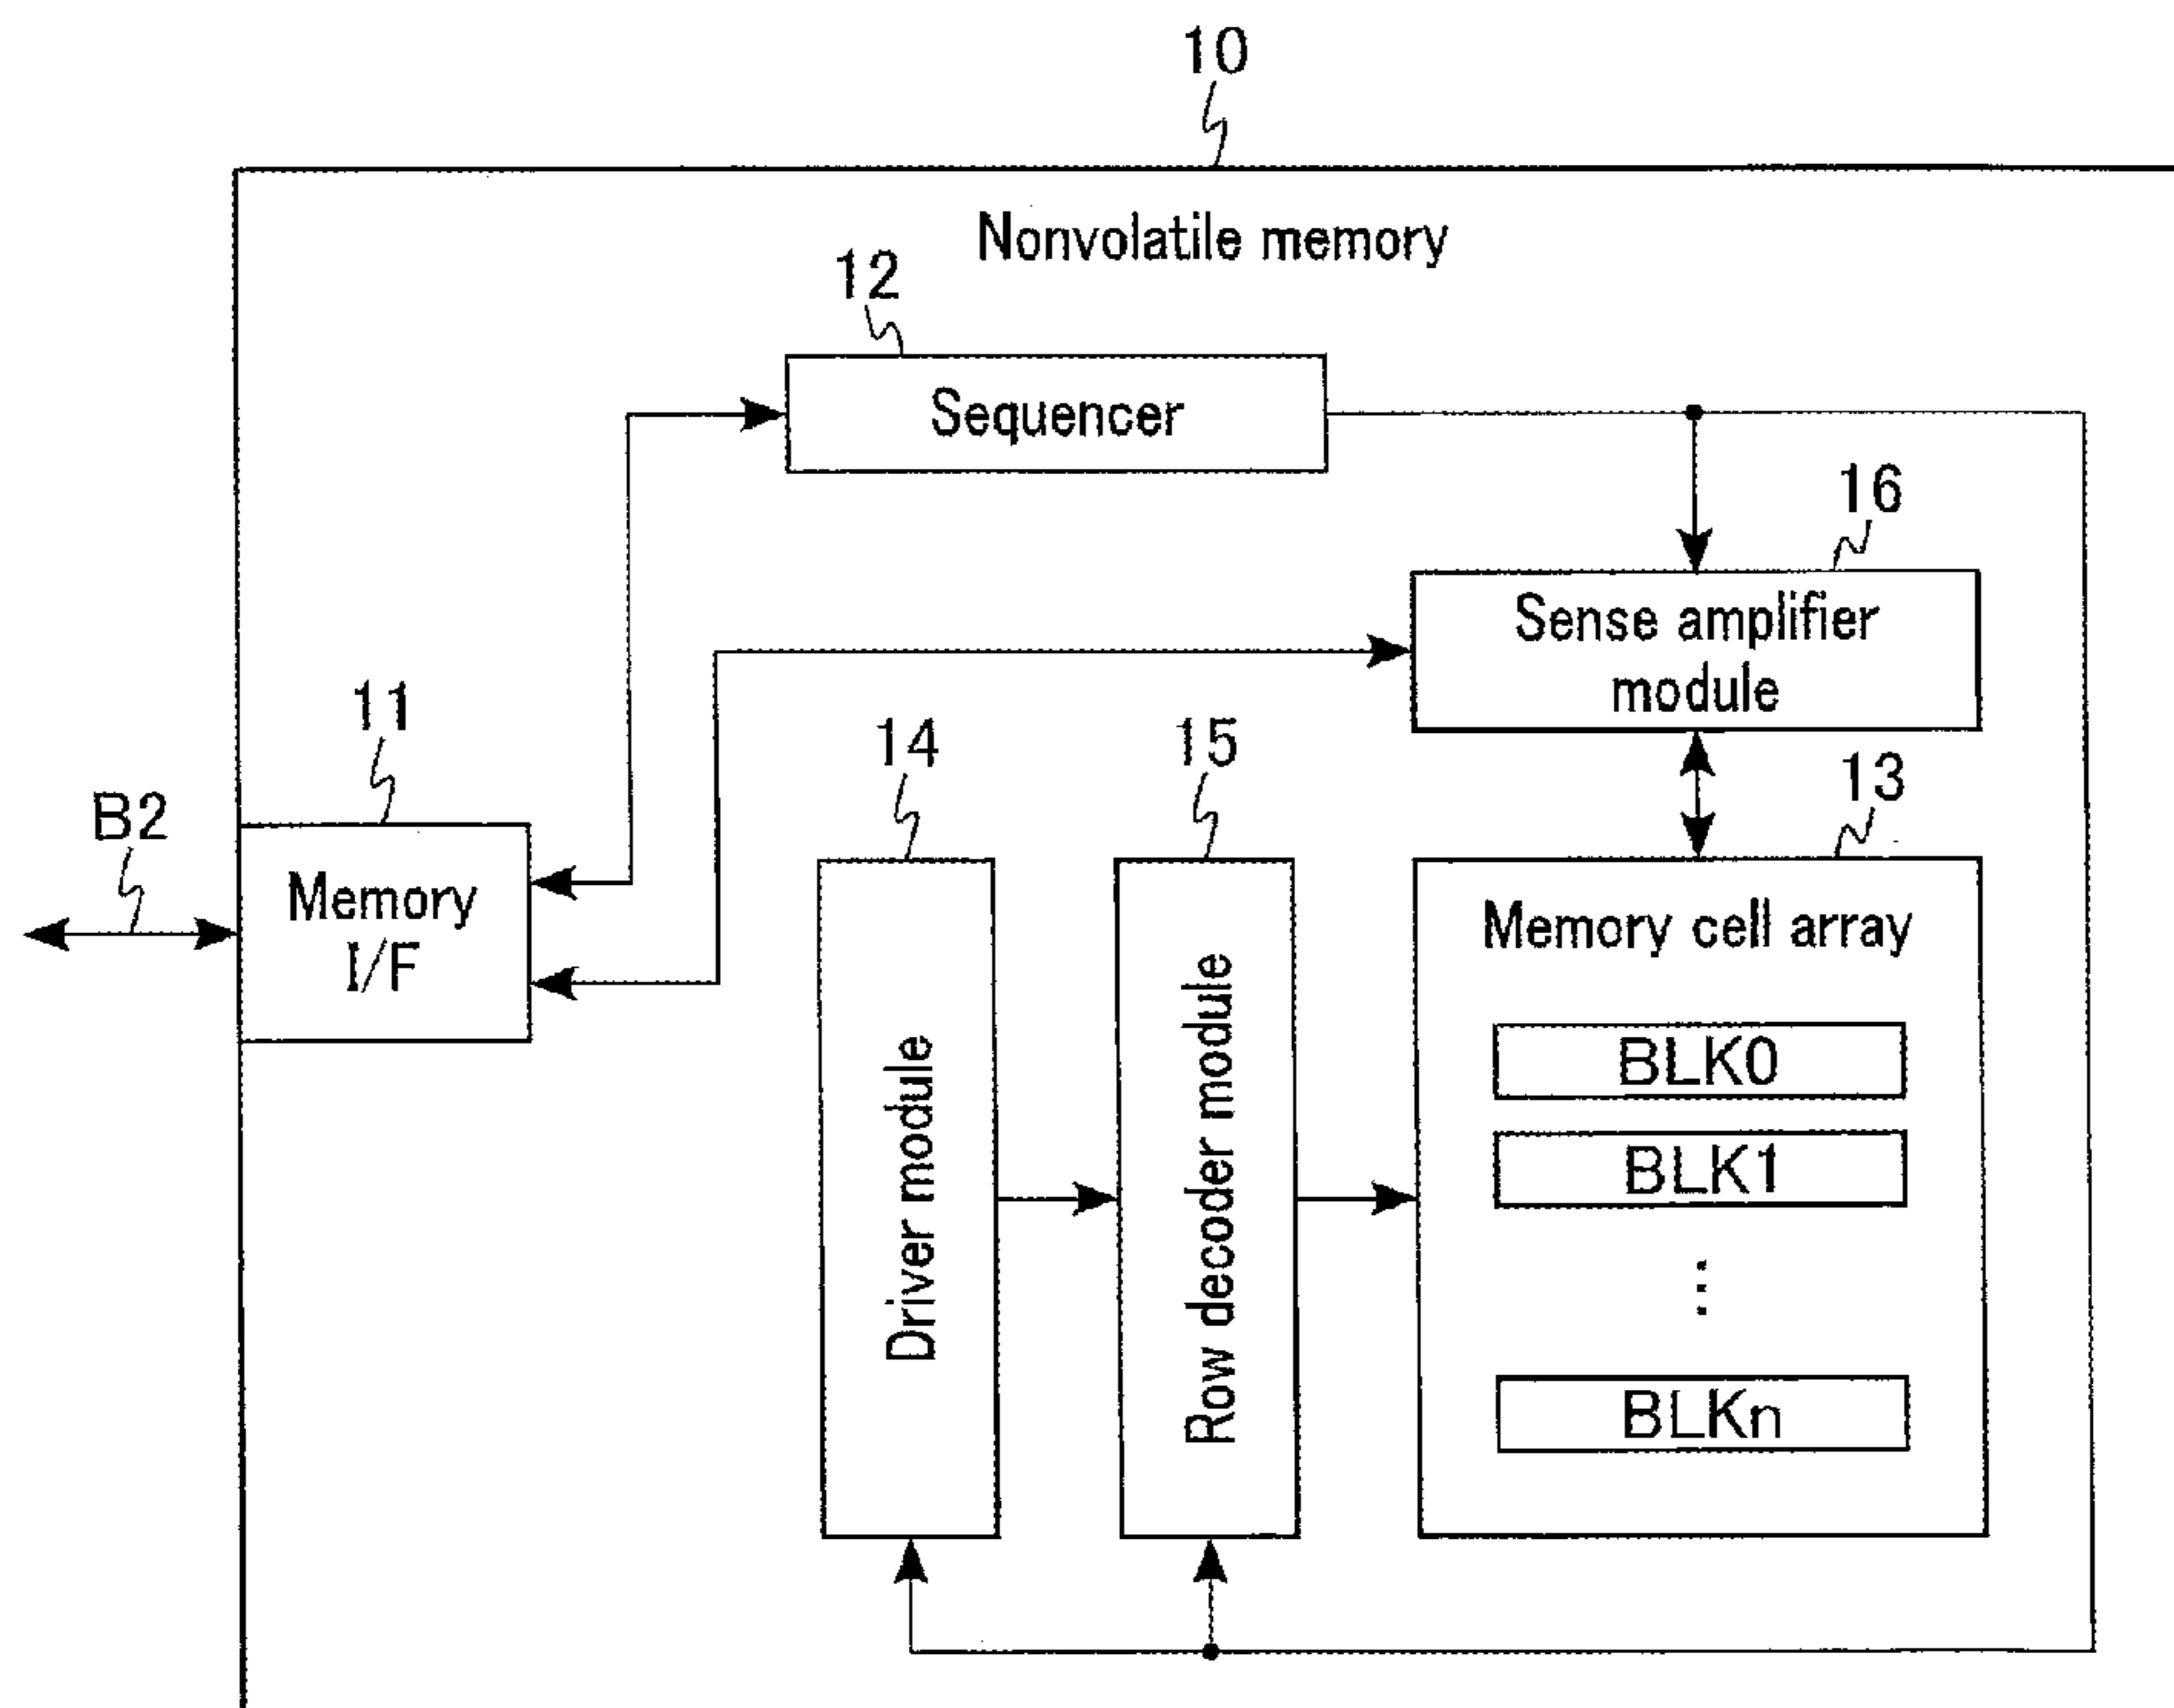 10
Nonvolatile memory
12
Sequencer
16
Sense amplifier
module
11
14
15
13
B2
Memory
I/F
Driver module
Row decoder module
Memory cell array
BLK0
BLK1
⋮
BLKn